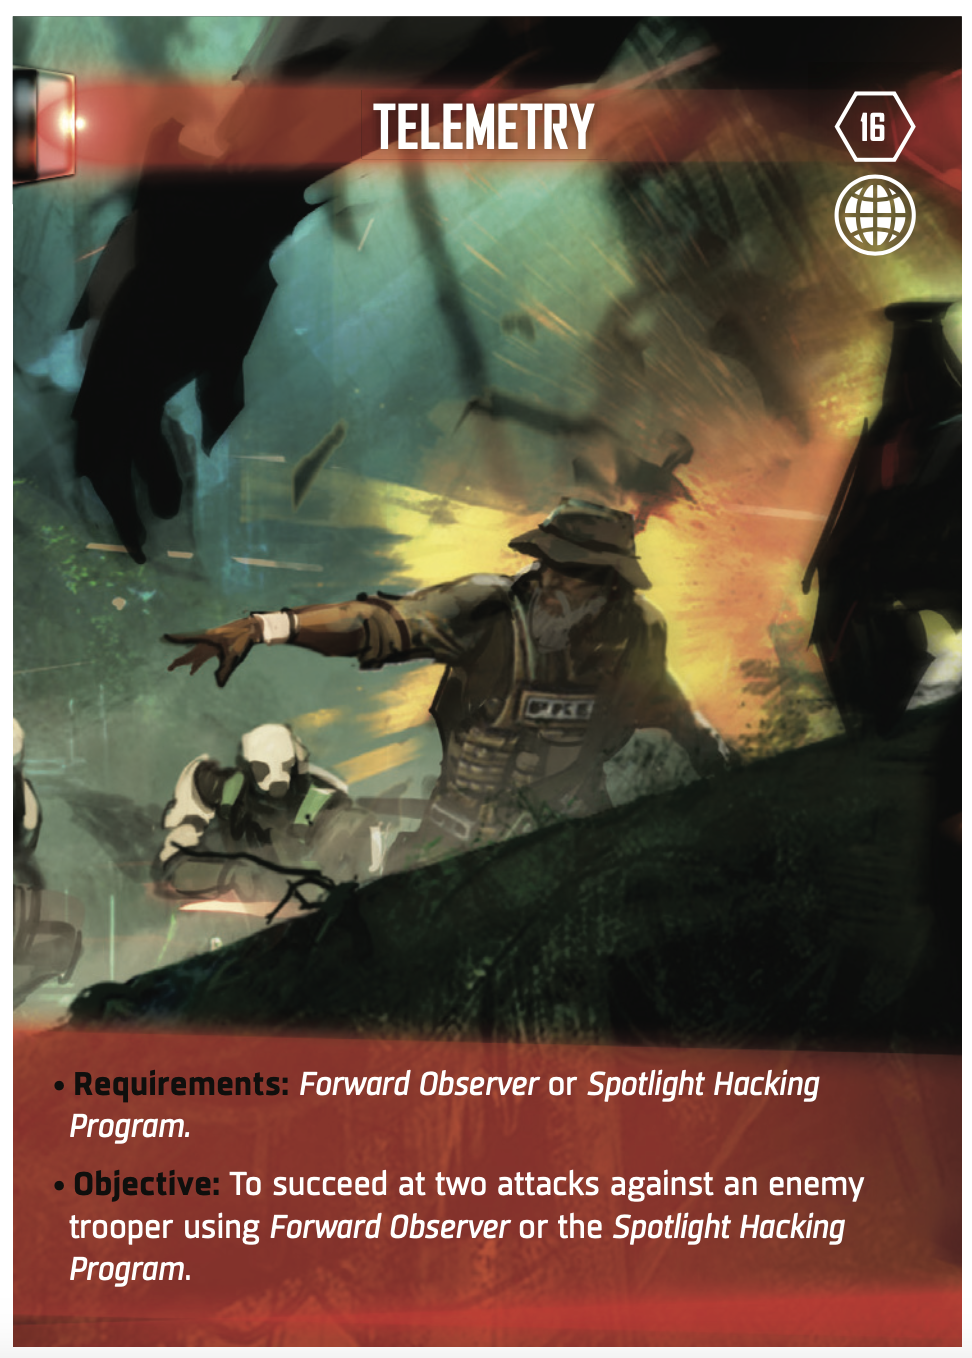 TELEMETRY
16
• Requirements: Forward Observer or Spotlight Hacking
Program.
• Objective: To succeed at two attacks against an enemy
trooper using Forward Observer or the Spotlight Hacking
Program.